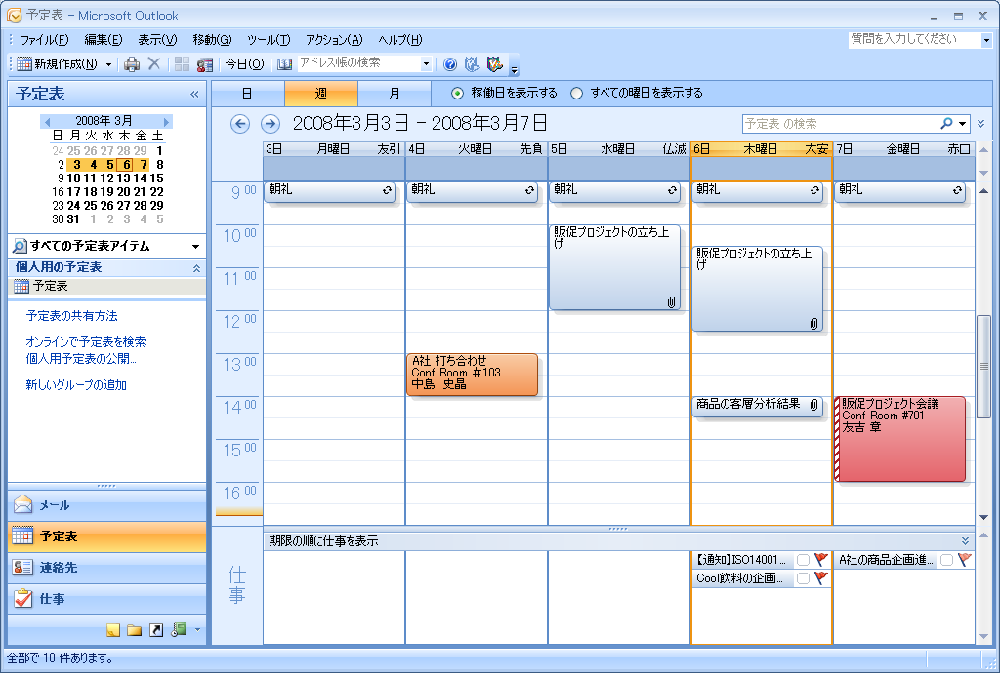 予定表 - Microsoft Outlook
ファイル(F) 編集(E) 表示(V) 移動(G) ツール(T) アクション(A) ヘルプ(H) 質問を入力してください
新規作成(N) 今日(O) アドレス帳の検索
予定表 «
2008年 3月
日 月 火 水 木 金 土
24 25 26 27 28 29 1
2 3 4 5 6 7 8
9 10 11 12 13 14 15
16 17 18 19 20 21 22
23 24 25 26 27 28 29
30 31 1 2 3 4 5
すべての予定表アイテム
個人用の予定表
予定表
予定表の共有方法
オンラインで予定表を検索
個人用予定表の公開...
新しいグループの追加
メール
予定表
連絡先
仕事
日 週 月 稼働日を表示する すべての曜日を表示する
2008年3月3日 - 2008年3月7日 予定表 の検索
3日 月曜日 友引 4日 火曜日 先負 5日 水曜日 仏滅 6日 木曜日 大安 7日 金曜日 赤口
9 00 朝礼 朝礼 朝礼 朝礼 朝礼
10 00
販促プロジェクトの立ち上
げ
販促プロジェクトの立ち上
げ
11 00
12 00
13 00
A社 打ち合わせ
Conf Room #103
中島 史晶
14 00
商品の客層分析結果
販促プロジェクト会議
Conf Room #701
友吉 章
15 00
16 00
期限の順に仕事を表示
仕事
【通知】ISO14001... A社の商品企画進...
Cool飲料の企画...
全部で 10 件あります。